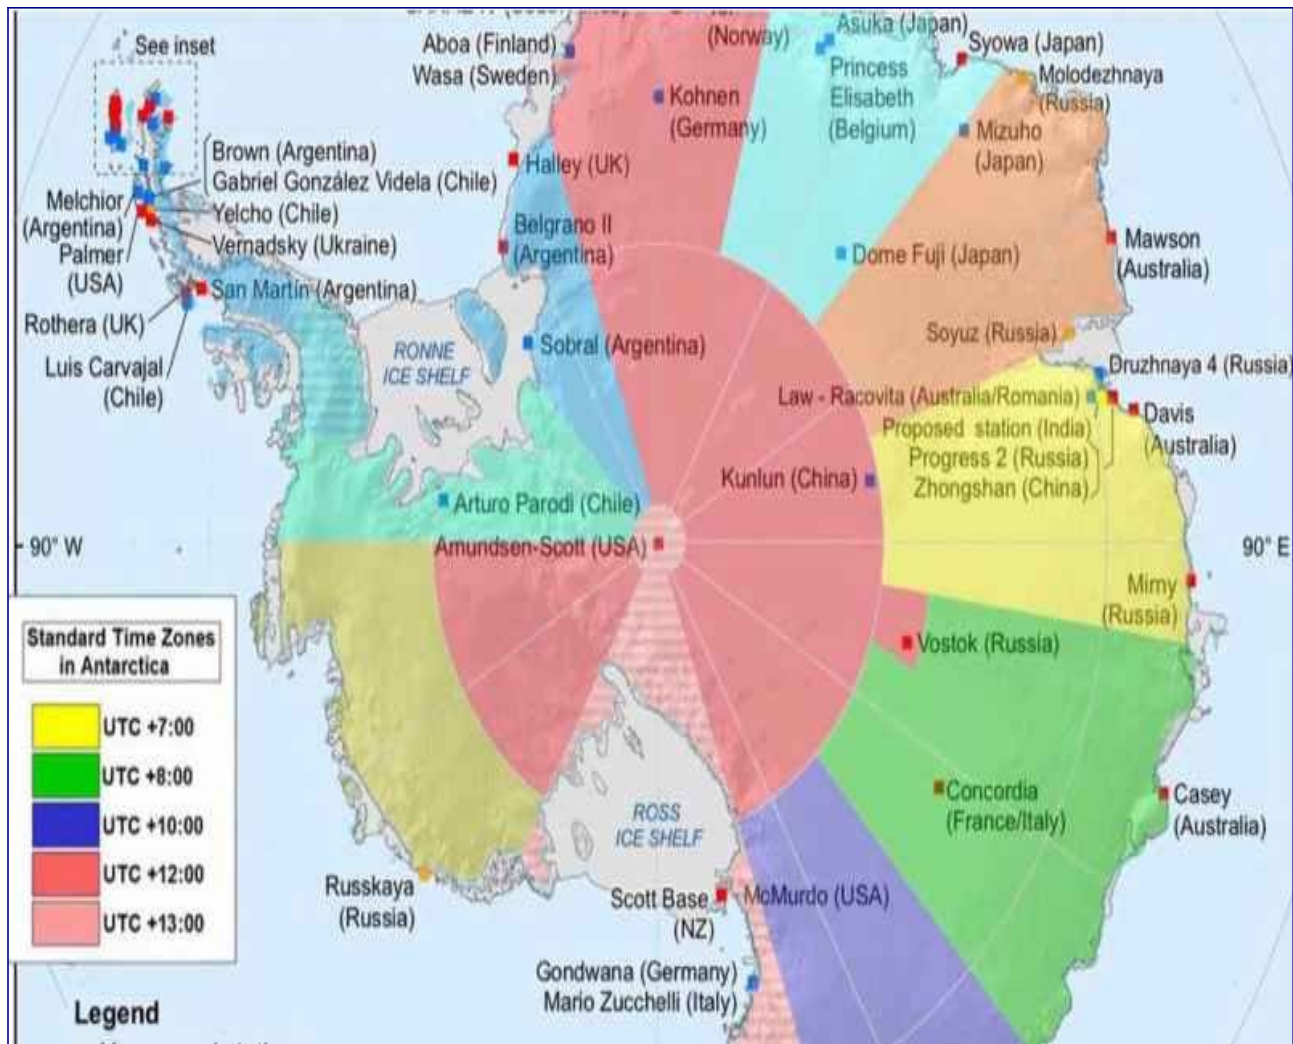 See inset
Aboa (Finland)
Wasa (Sweden)
(Norway)
Asuka (Japan)
Syowa (Japan)
Princess
Elisabeth
(Belgium)
Molodezhnaya
(Russia)
Kohnen
(Germany)
Mizuho
(Japan)
Brown (Argentina)
Gabriel González Videla (Chile)
Halley (UK)
Melchior
(Argentina)
Yelcho (Chile)
Vernadsky (Ukraine)
Palmer
(USA)
Belgrano II
(Argentina)
Dome Fuji (Japan)
Mawson
(Australia)
San Martín (Argentina)
Rothera (UK)
Luis Carvajal
(Chile)
RONNE
ICE SHELF
Sobral (Argentina)
Soyuz (Russia)
Druzhnaya 4 (Russia)
Law - Racovita (Australia/Romania)
Davis
(Australia)
Proposed station (India)
Progress 2 (Russia)
Zhongshan (China)
Kunlun (China)
Arturo Parodi (Chile)
90° W
Amundsen-Scott (USA)
90° E
Mirny
(Russia)
Vostok (Russia)
Standard Time Zones
in Antarctica
UTC +7:00
UTC +8:00
UTC +10:00
UTC +12:00
UTC +13:00
Concordia
(France/Italy)
Casey
(Australia)
ROSS
ICE SHELF
Russkaya
(Russia)
Scott Base
(NZ)
McMurdo (USA)
Gondwana (Germany)
Mario Zucchelli (Italy)
Legend